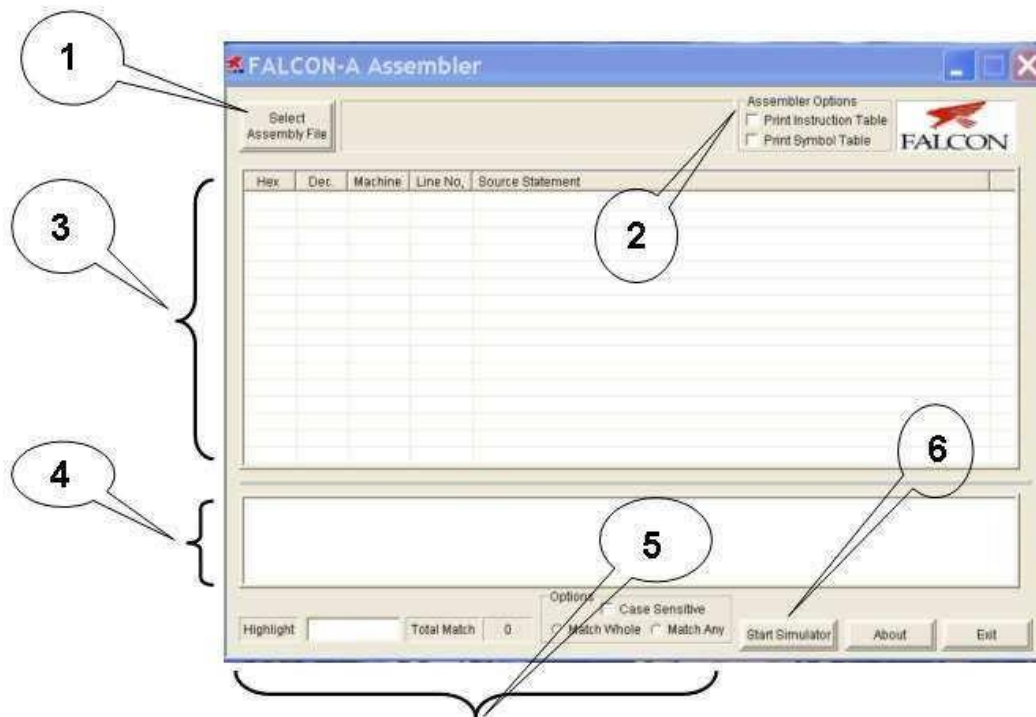 1
FALCON-A Assembler
Select
Assembly File
Assembler Options
Print Instruction Table
Print Symbol Table
FALCON
Hex Dec. Machine Line No, Source Statement
3
2
4
6
5
Options
Case Sensitive
Highlight Total Match 0 Match Whole Match Any Start Simulator About Exit